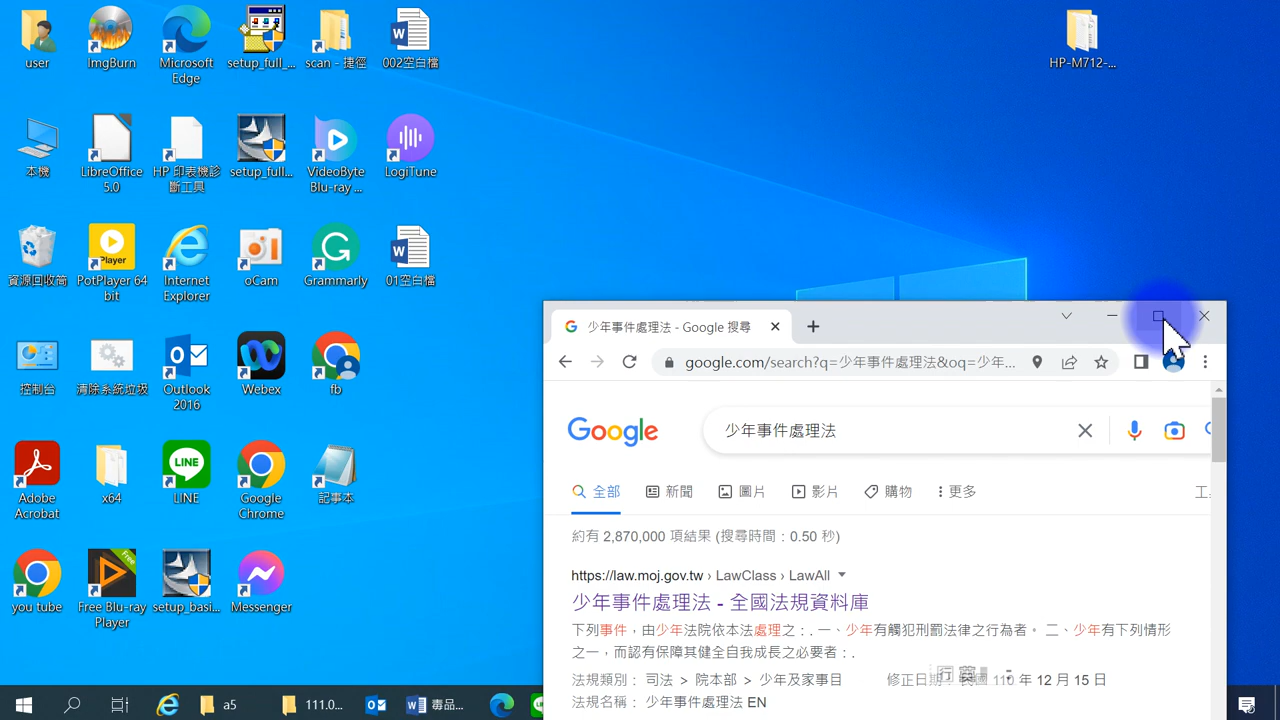 user
ImgBurn
Microsoft
Edge
setup_full_...
scan - 捷徑
002空白檔
HP-M712-...
本機
LibreOffice
5.0
HP 印表機診
斷工具
setup_full...
VideoByte
Blu-ray ...
LogiTune
資源回收筒
Player
PotPlayer 64
bit
Internet
Explorer
oCam
Grammarly
01空白檔
控制台
清除系統垃圾
Outlook
2016
Webex
fb
Adobe
Acrobat
x64
LINE
LINE
Google
Chrome
記事本
you tube
Free
Free Blu-ray
Player
setup_basi...
Messenger
少年事件處理法 - Google 搜尋
google.com/search?q=少年事件處理法&oq=少年...
Google
少年事件處理法
全部
新聞
圖片
影片
購物
更多
約有 2,870,000 項結果 (搜尋時間：0.50 秒)
https://law.moj.gov.tw › LawClass › LawAll
少年事件處理法 - 全國法規資料庫
下列事件，由少年法院依本法處理之：. 一、少年有觸犯刑罰法律之行為者。 二、少年有下列情形
之一，而認有保障其健全自我成長之必要者：.
法規類別： 司法 > 院本部 > 少年及家事目
修正日期：民國 110 年 12 月 15 日
法規名稱： 少年事件處理法 EN
a5
111.0...
毒品...